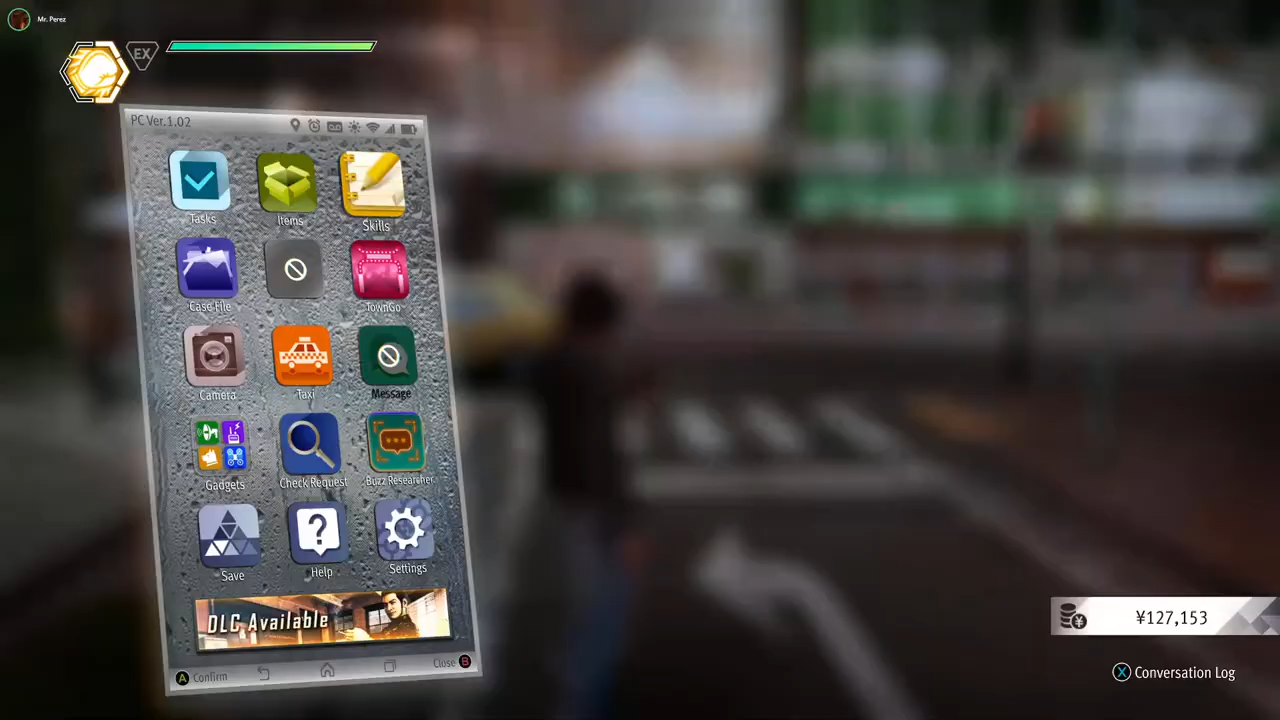 Mr. Perez
EX
PC Ver.1.02
Tasks
Items
Skills
Case File
TownGo
Camera
Taxi
Message
Gadgets
Check Request
Buzz Researcher
Save
Help
Settings
DLC Available
A Confirm
Close B
¥127,153
X Conversation Log